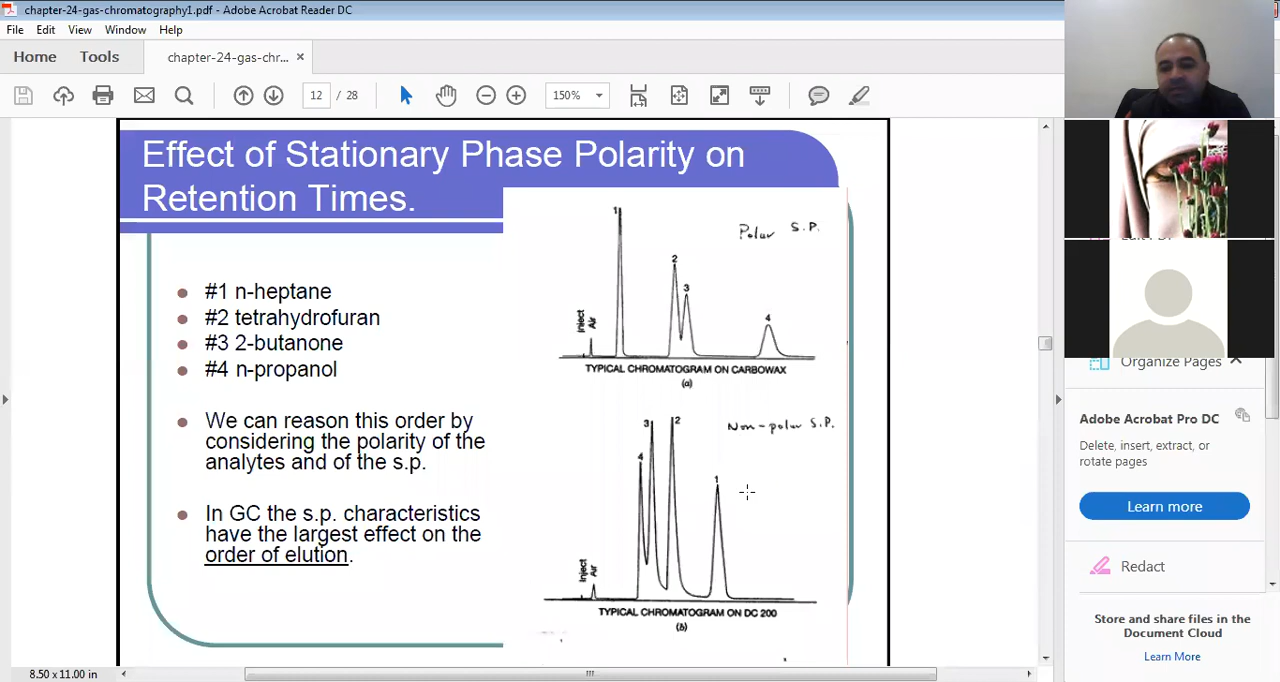 chapter-24-gas-chromatography1.pdf - Adobe Acrobat Reader DC
File Edit View Window Help
Home Tools chapter-24-gas-chr... ×
12 / 28 150%
Effect of Stationary Phase Polarity on
Retention Times.
#1 n-heptane
#2 tetrahydrofuran
#3 2-butanone
#4 n-propanol
We can reason this order by
considering the polarity of the
analytes and of the s.p.
In GC the s.p. characteristics
have the largest effect on the
order of elution.
Polar S.P.
1
2
3
4
Inject
Air
TYPICAL CHROMATOGRAM ON CARBOWAX
(a)
Non-polar S.P.
3
2
4
1
Inject
Air
TYPICAL CHROMATOGRAM ON DC 200
(b)
Organize Pages
Adobe Acrobat Pro DC
Delete, insert, extract, or
rotate pages
Learn more
Redact
Store and share files in the
Document Cloud
Learn More
8.50 x 11.00 in